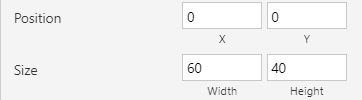 Position 0 0
X Y
Size 60 40
Width Height